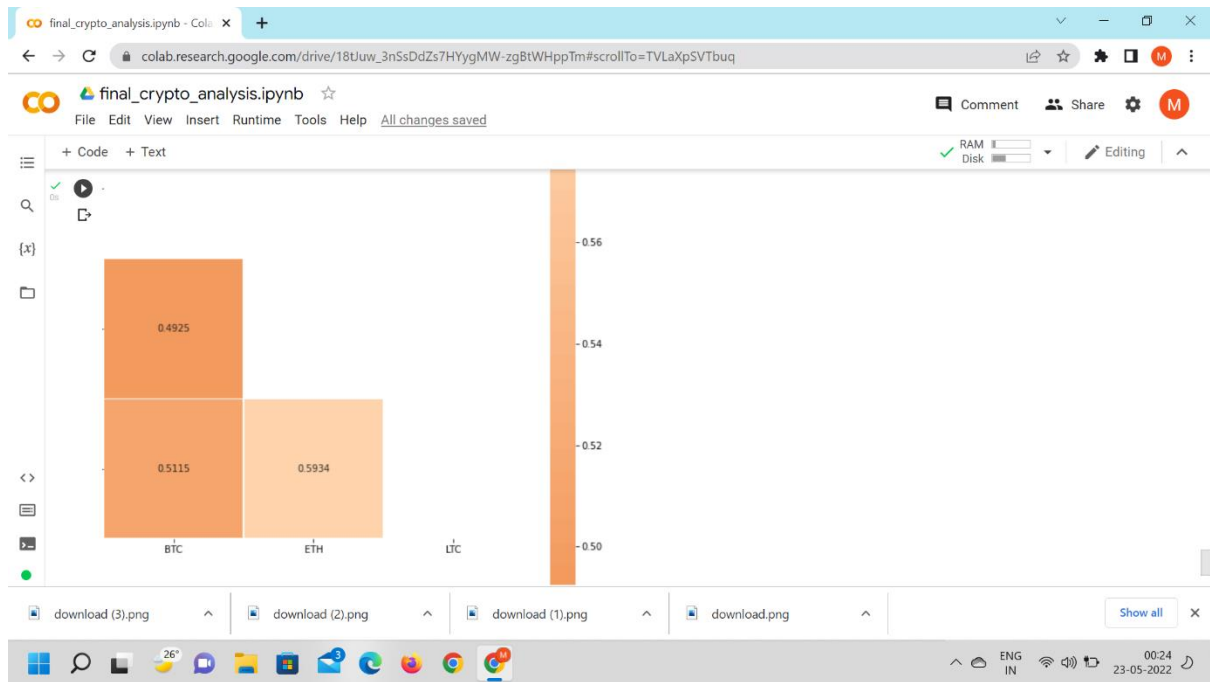 final_crypto_analysis.ipynb - Cola
colab.research.google.com/drive/18tUuw_3nSsDdZs7HYygMW-zgBtWHppTm#scrollTo=TVLaXpSVTbuq
M
final_crypto_analysis.ipynb
Comment Share M
File Edit View Insert Runtime Tools Help All changes saved
+ Code + Text
RAM
Disk
Editing
0s
{x}
0.56
0.4925
0.54
0.52
0.5115 0.5934
BTC ETH LTC
0.50
download (3).png download (2).png download (1).png download.png Show all
26°
3
M
ENG
IN
00:24
23-05-2022